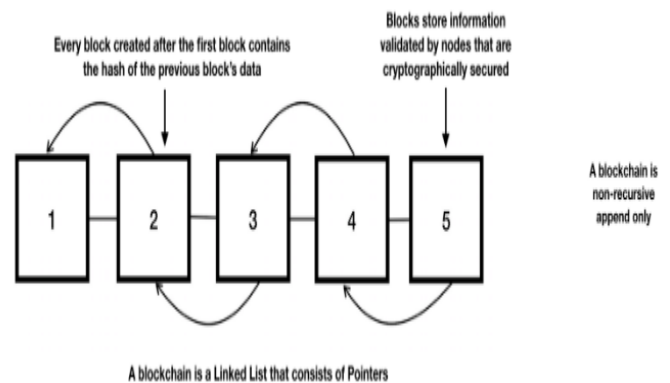 Every block created after the first block contains
the hash of the previous block's data
Blocks store information
validated by nodes that are
cryptographically secured
1
2
3
4
5
A blockchain is
non-recursive
append only
A blockchain is a Linked List that consists of Pointers